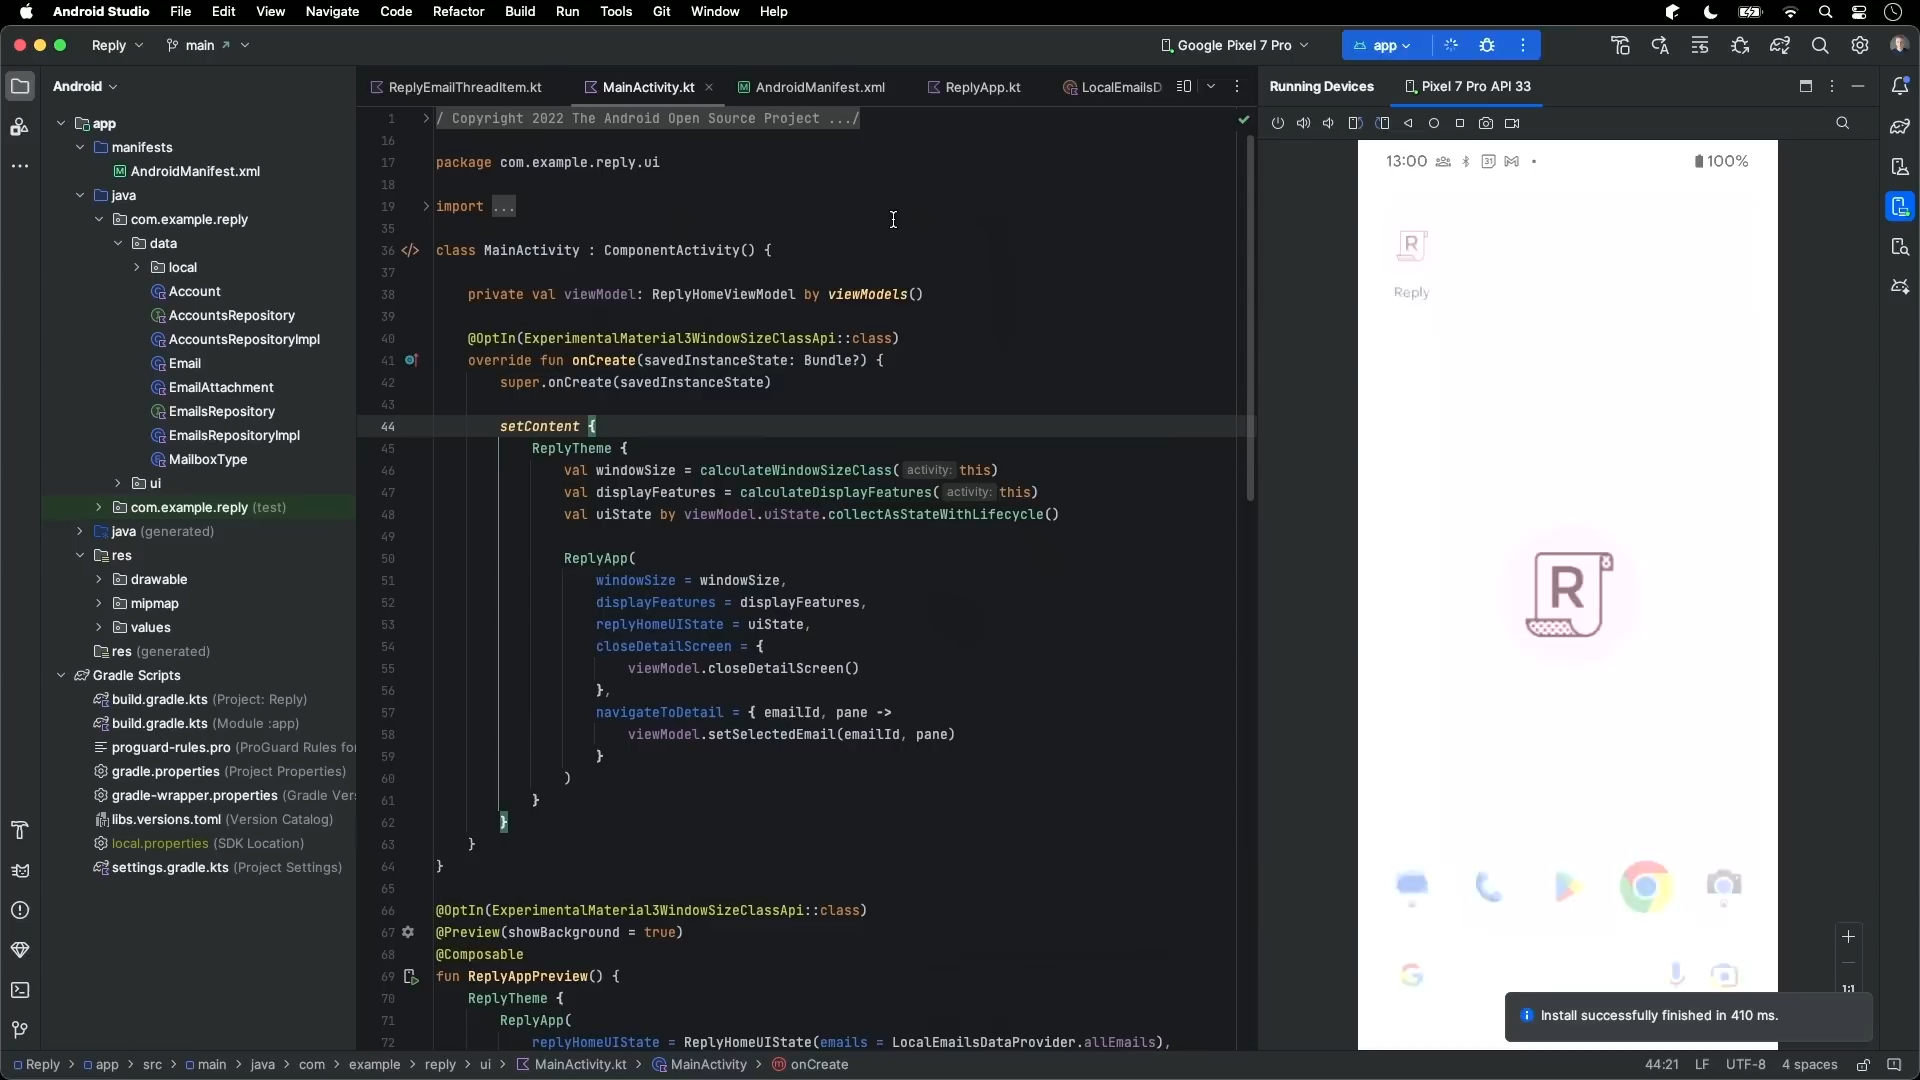 Android Studio File Edit View Navigate Code Refactor Build Run Tools Git Window Help
Reply main Google Pixel 7 Pro app
Android
app
manifests
AndroidManifest.xml
java
com.example.reply
data
local
Account
AccountsRepository
AccountsRepositoryImpl
Email
EmailAttachment
EmailsRepository
EmailsRepositoryImpl
MailboxType
ui
com.example.reply (test)
java (generated)
res
drawable
mipmap
values
res (generated)
Gradle Scripts
build.gradle.kts (Project: Reply)
build.gradle.kts (Module :app)
proguard-rules.pro (ProGuard Rules fo
gradle.properties (Project Properties)
gradle-wrapper.properties (Gradle Ver
libs.versions.toml (Version Catalog)
local.properties (SDK Location)
settings.gradle.kts (Project Settings)
ReplyEmailThreadItem.kt MainActivity.kt AndroidManifest.xml ReplyApp.kt LocalEmailsD
1 / Copyright 2022 The Android Open Source Project .../
16
17 package com.example.reply.ui
18
19 import ...
35
36 class MainActivity : ComponentActivity() {
37
38 private val viewModel: ReplyHomeViewModel by viewModels()
39
40 @OptIn(ExperimentalMaterial3WindowSizeClassApi::class)
41 override fun onCreate(savedInstanceState: Bundle?) {
42 super.onCreate(savedInstanceState)
43
44 setContent {
45 ReplyTheme {
46 val windowSize = calculateWindowSizeClass( activity: this)
47 val displayFeatures = calculateDisplayFeatures( activity: this)
48 val uiState by viewModel.uiState.collectAsStateWithLifecycle()
49
50 ReplyApp(
51 windowSize = windowSize,
52 displayFeatures = displayFeatures,
53 replyHomeUIState = uiState,
54 closeDetailScreen = {
55 viewModel.closeDetailScreen()
56 },
57 navigateToDetail = { emailId, pane ->
58 viewModel.setSelectedEmail(emailId, pane)
59 }
60 )
61 }
62 }
63 }
64 }
65
66 @OptIn(ExperimentalMaterial3WindowSizeClassApi::class)
67 @Preview(showBackground = true)
68 @Composable
69 fun ReplyAppPreview() {
70 ReplyTheme {
71 ReplyApp(
72 replyHomeUIState = ReplyHomeUIState(emails = LocalEmailsDataProvider.allEmails),
Running Devices Pixel 7 Pro API 33
13:00 31 100%
R
Reply
R
G
1:1
Install successfully finished in 410 ms.
Reply app src main java com example reply ui MainActivity.kt MainActivity onCreate 44:21 LF UTF-8 4 spaces